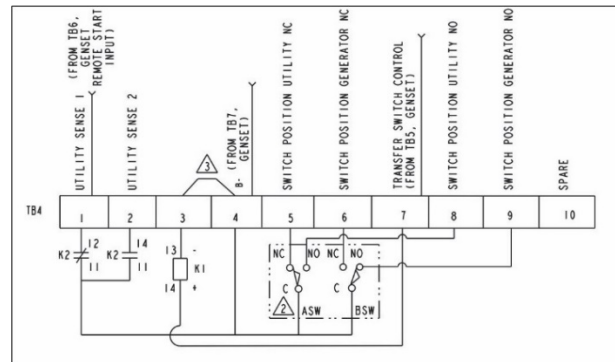 UTILITY SENSE 1
(FROM TB6,
GENSET
REMOTE START
INPUT)
UTILITY SENSE 2
3
B-
(FROM TB7,
GENSET)
SWITCH POSITION UTILITY NC
SWITCH POSITION GENERATOR NC
TRANSFER SWITCH CONTROL
(FROM TB5, GENSET)
SWITCH POSITION UTILITY NO
SWITCH POSITION GENERATOR NO
SPARE
TB4 1 2 3 4 5 6 7 8 9 10
K2 12 11
K2 14 11
13 -
K1
14 +
NC NO NC NO
C C
2 ASW BSW